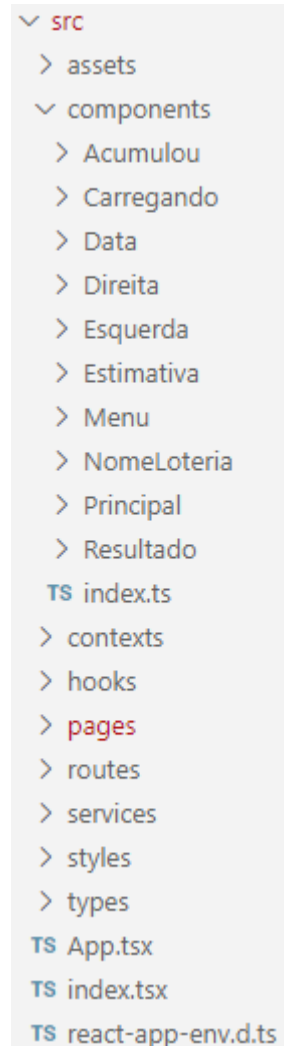 src
assets
components
Acumulou
Carregando
Data
Direita
Esquerda
Estimativa
Menu
NomeLoteria
Principal
Resultado
TS index.ts
contexts
hooks
pages
routes
services
styles
types
TS App.tsx
TS index.tsx
TS react-app-env.d.ts